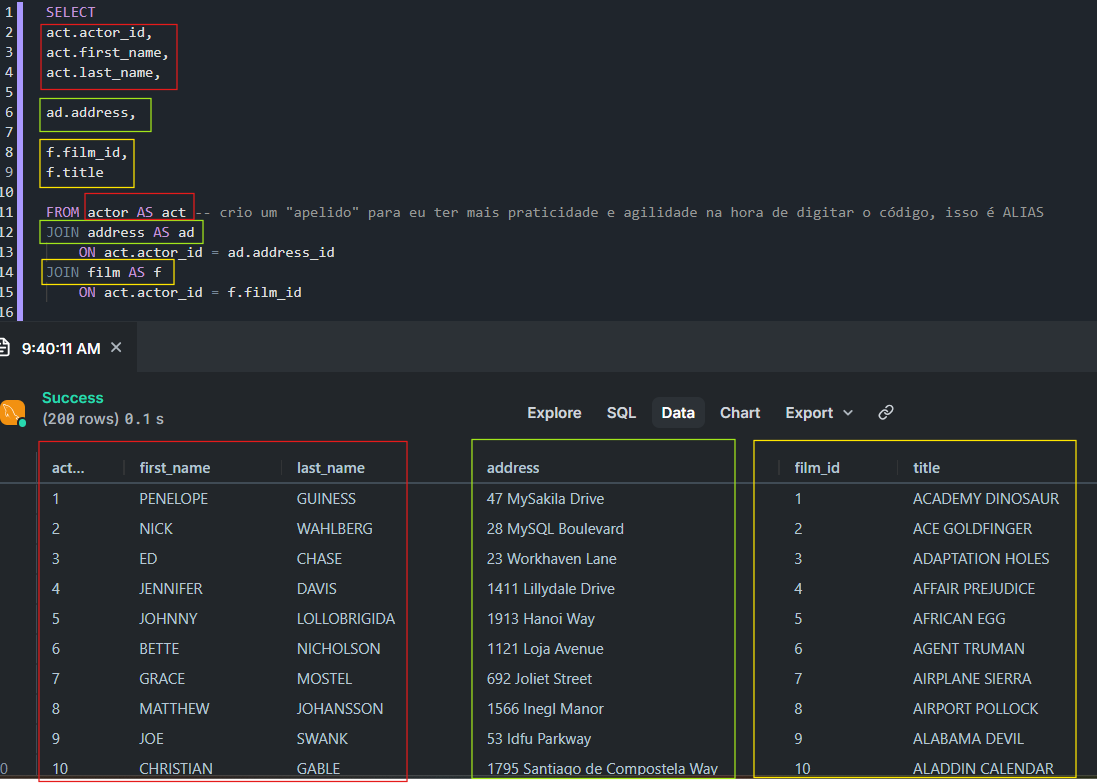 1 SELECT
2 act.actor_id,
3 act.first_name,
4 act.last_name,
5
6 ad.address,
7
8 f.film_id,
9 f.title
10
11 FROM actor AS act -- crio um "apelido" para eu ter mais praticidade e agilidade na hora de digitar o código, isso é ALIAS
12 JOIN address AS ad
13 ON act.actor_id = ad.address_id
14 JOIN film AS f
15 ON act.actor_id = f.film_id
16
9:40:11 AM ×
Success
(200 rows) 0.1 s
Explore SQL Data Chart Export
act... first_name last_name address film_id title
1 PENELOPE GUINESS 47 MySakila Drive 1 ACADEMY DINOSAUR
2 NICK WAHLBERG 28 MySQL Boulevard 2 ACE GOLDFINGER
3 ED CHASE 23 Workhaven Lane 3 ADAPTATION HOLES
4 JENNIFER DAVIS 1411 Lillydale Drive 4 AFFAIR PREJUDICE
5 JOHNNY LOLLOBRIGIDA 1913 Hanoi Way 5 AFRICAN EGG
6 BETTE NICHOLSON 1121 Loja Avenue 6 AGENT TRUMAN
7 GRACE MOSTEL 692 Joliet Street 7 AIRPLANE SIERRA
8 MATTHEW JOHANSSON 1566 Inegl Manor 8 AIRPORT POLLOCK
9 JOE SWANK 53 Idfu Parkway 9 ALABAMA DEVIL
0 10 CHRISTIAN GABLE 1795 Santiago de Compostela Way 10 ALADDIN CALENDAR